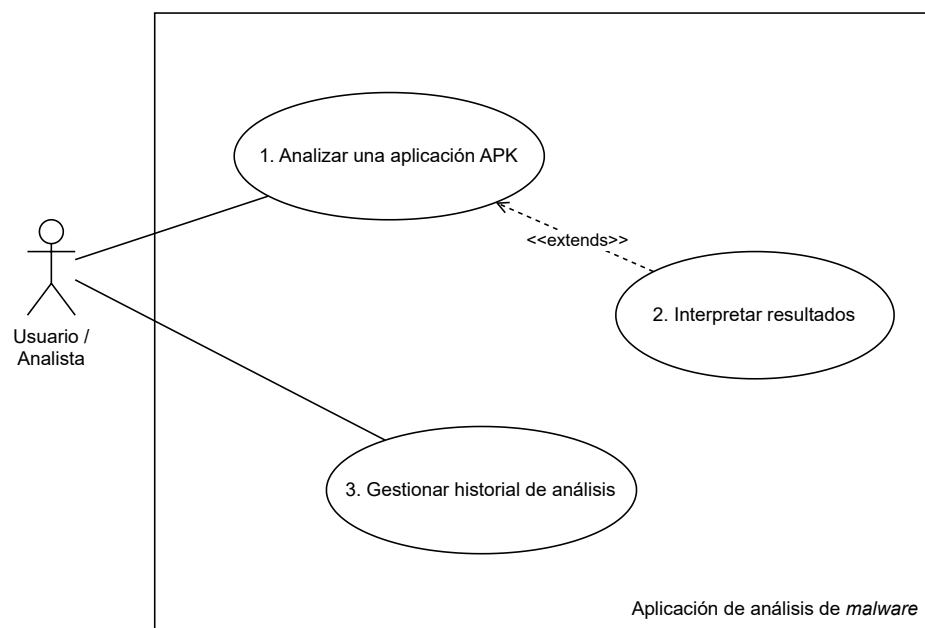 1. Analizar una aplicación APK
<<extends>>
2. Interpretar resultados
Usuario /
Analista
3. Gestionar historial de análisis
Aplicación de análisis de malware